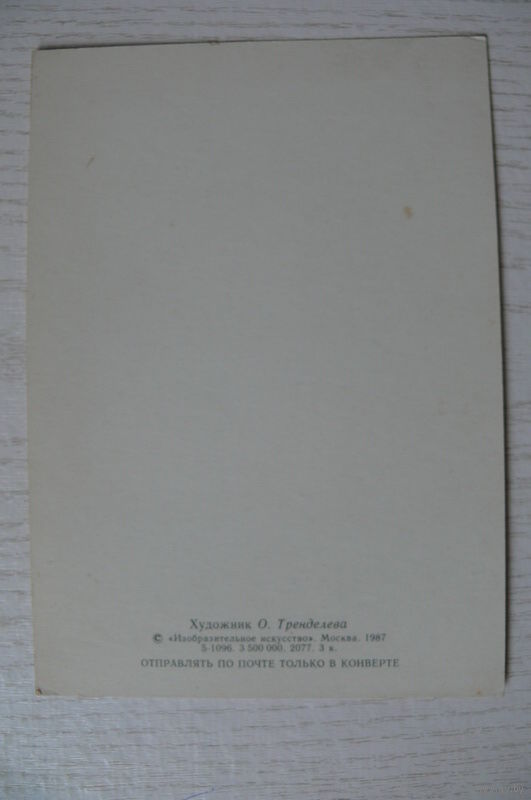 Художник О. Тренделева
© «Изобразительное искусство». Москва. 1987
5-1096. 3 500 000. 2077. 3 к.
ОТПРАВЛЯТЬ ПО ПОЧТЕ ТОЛЬКО В КОНВЕРТЕ